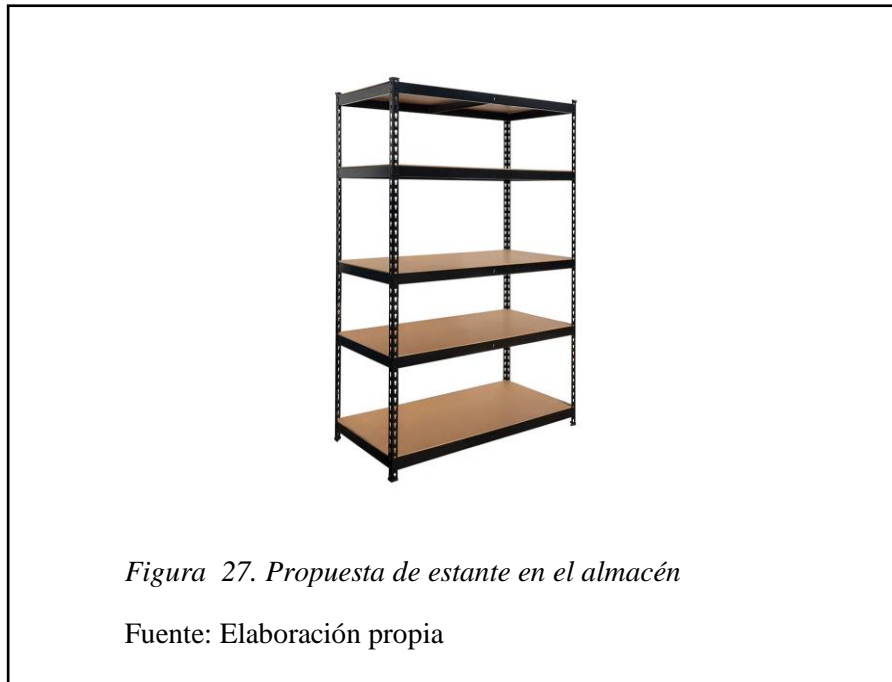 Figura 27. Propuesta de estante en el almacén
Fuente: Elaboración propia